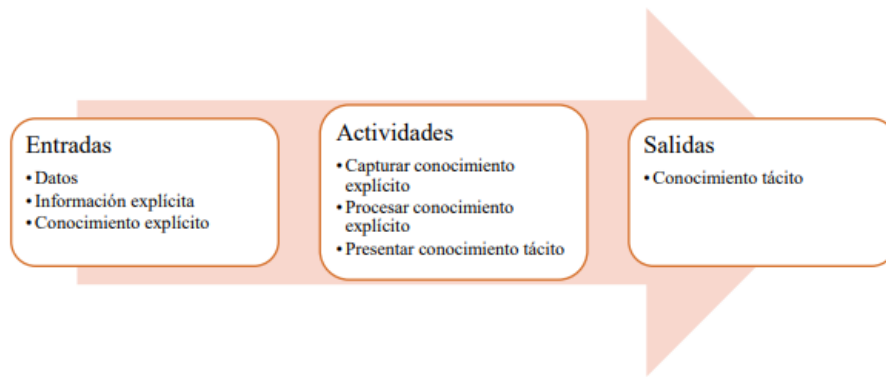 Entradas
• Datos
• Información explícita
• Conocimiento explícito
Actividades
• Capturar conocimiento
explícito
• Procesar conocimiento
explícito
• Presentar conocimiento tácito
Salidas
• Conocimiento tácito